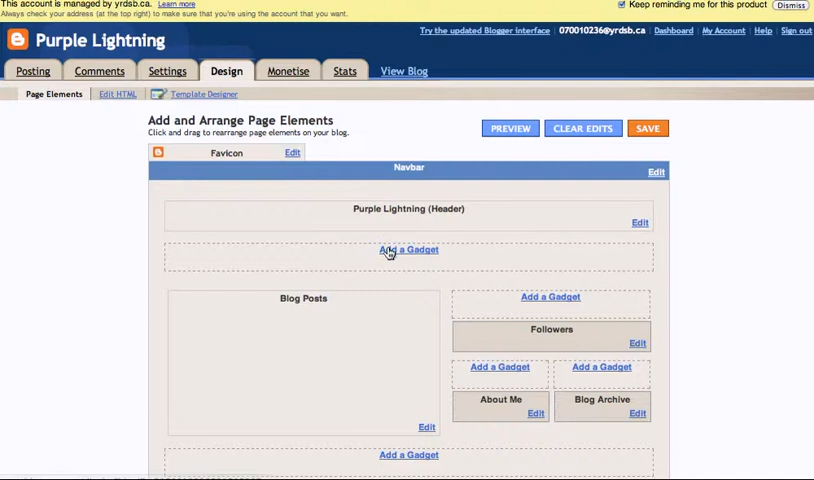 This account is managed by yrdsb.ca. Learn more
Keep reminding me for this product Dismiss
Always check your address (at the top right) to make sure that you're using the account that you want.
Try the updated Blogger interface 070010236@yrdsb.ca Dashboard My Account Help Sign out
Purple Lightning
Posting Comments Settings Design Monetise Stats View Blog
Page Elements Edit HTML Template Designer
Add and Arrange Page Elements
Click and drag to rearrange page elements on your blog.
PREVIEW CLEAR EDITS SAVE
Favicon Edit
Navbar
Edit
Purple Lightning (Header)
Edit
Add a Gadget
Blog Posts
Edit
Add a Gadget
Followers
Edit
Add a Gadget Add a Gadget
About Me Blog Archive
Edit Edit
Add a Gadget